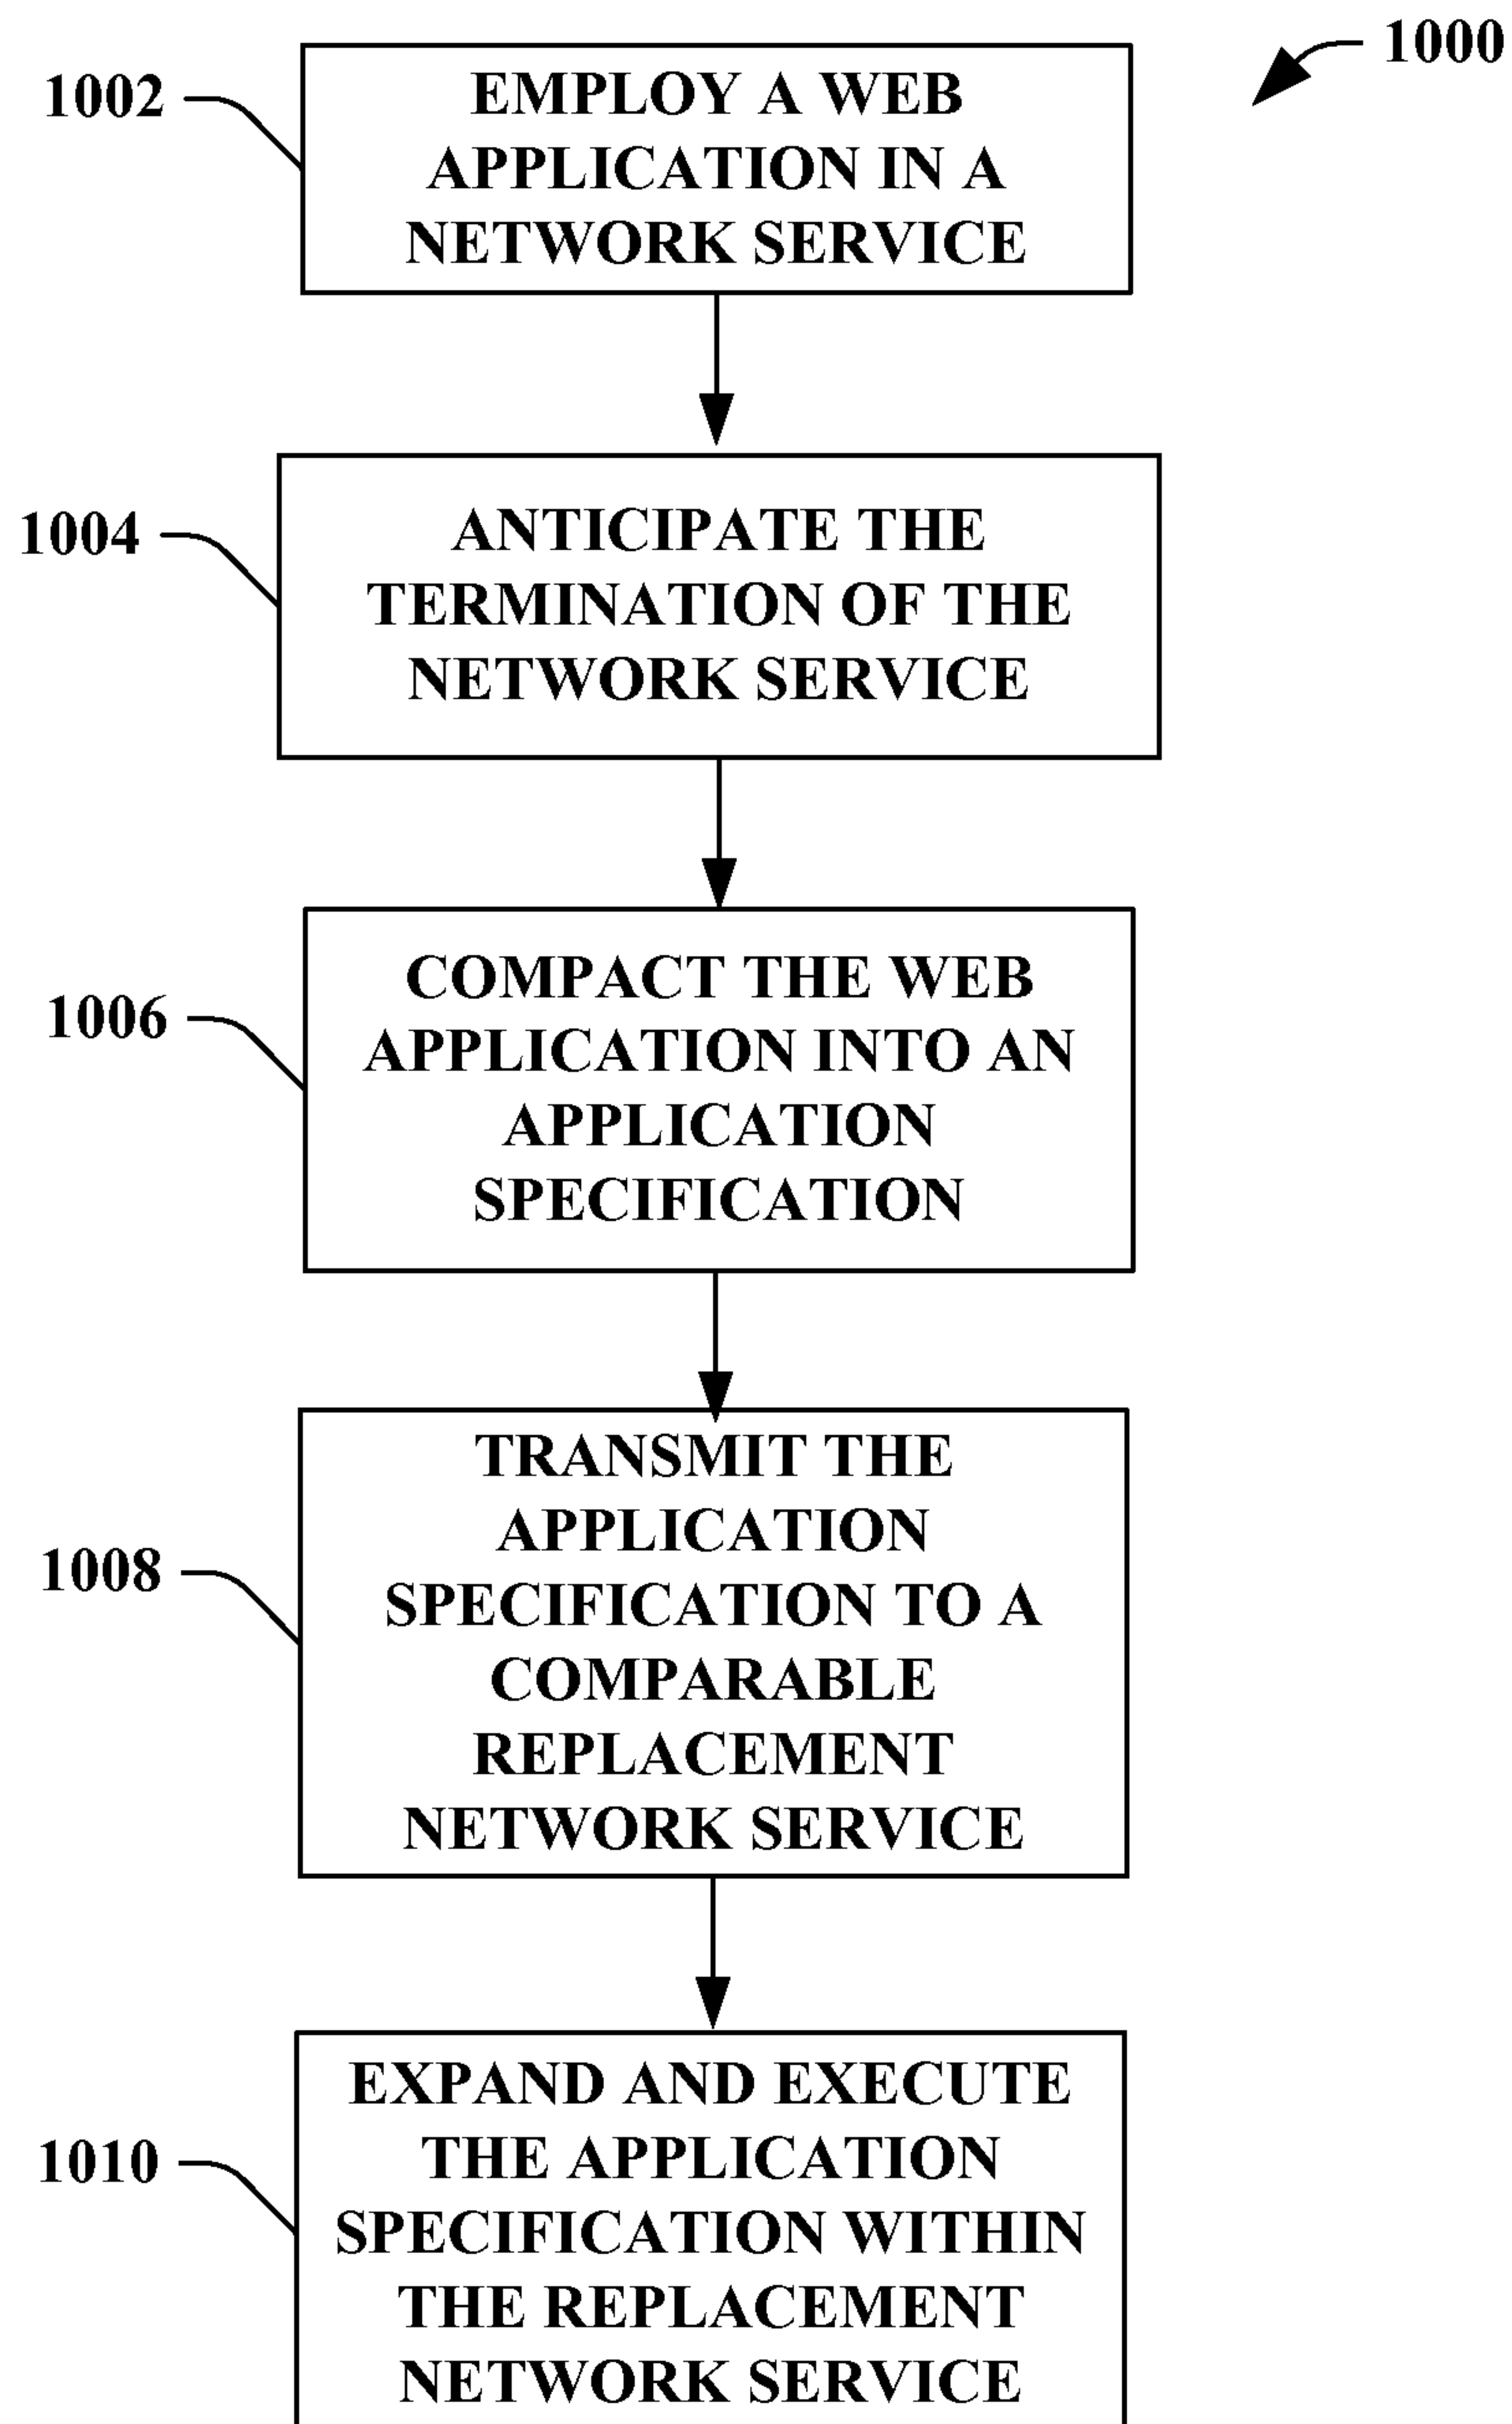 1000
1002
EMPLOY A WEB
APPLICATION IN A
NETWORK SERVICE
1004
ANTICIPATE THE
TERMINATION OF THE
NETWORK SERVICE
1006
COMPACT THE WEB
APPLICATION INTO AN
APPLICATION
SPECIFICATION
1008
TRANSMIT THE
APPLICATION
SPECIFICATION TO A
COMPARABLE
REPLACEMENT
NETWORK SERVICE
1010
EXPAND AND EXECUTE
THE APPLICATION
SPECIFICATION WITHIN
THE REPLACEMENT
NETWORK SERVICE